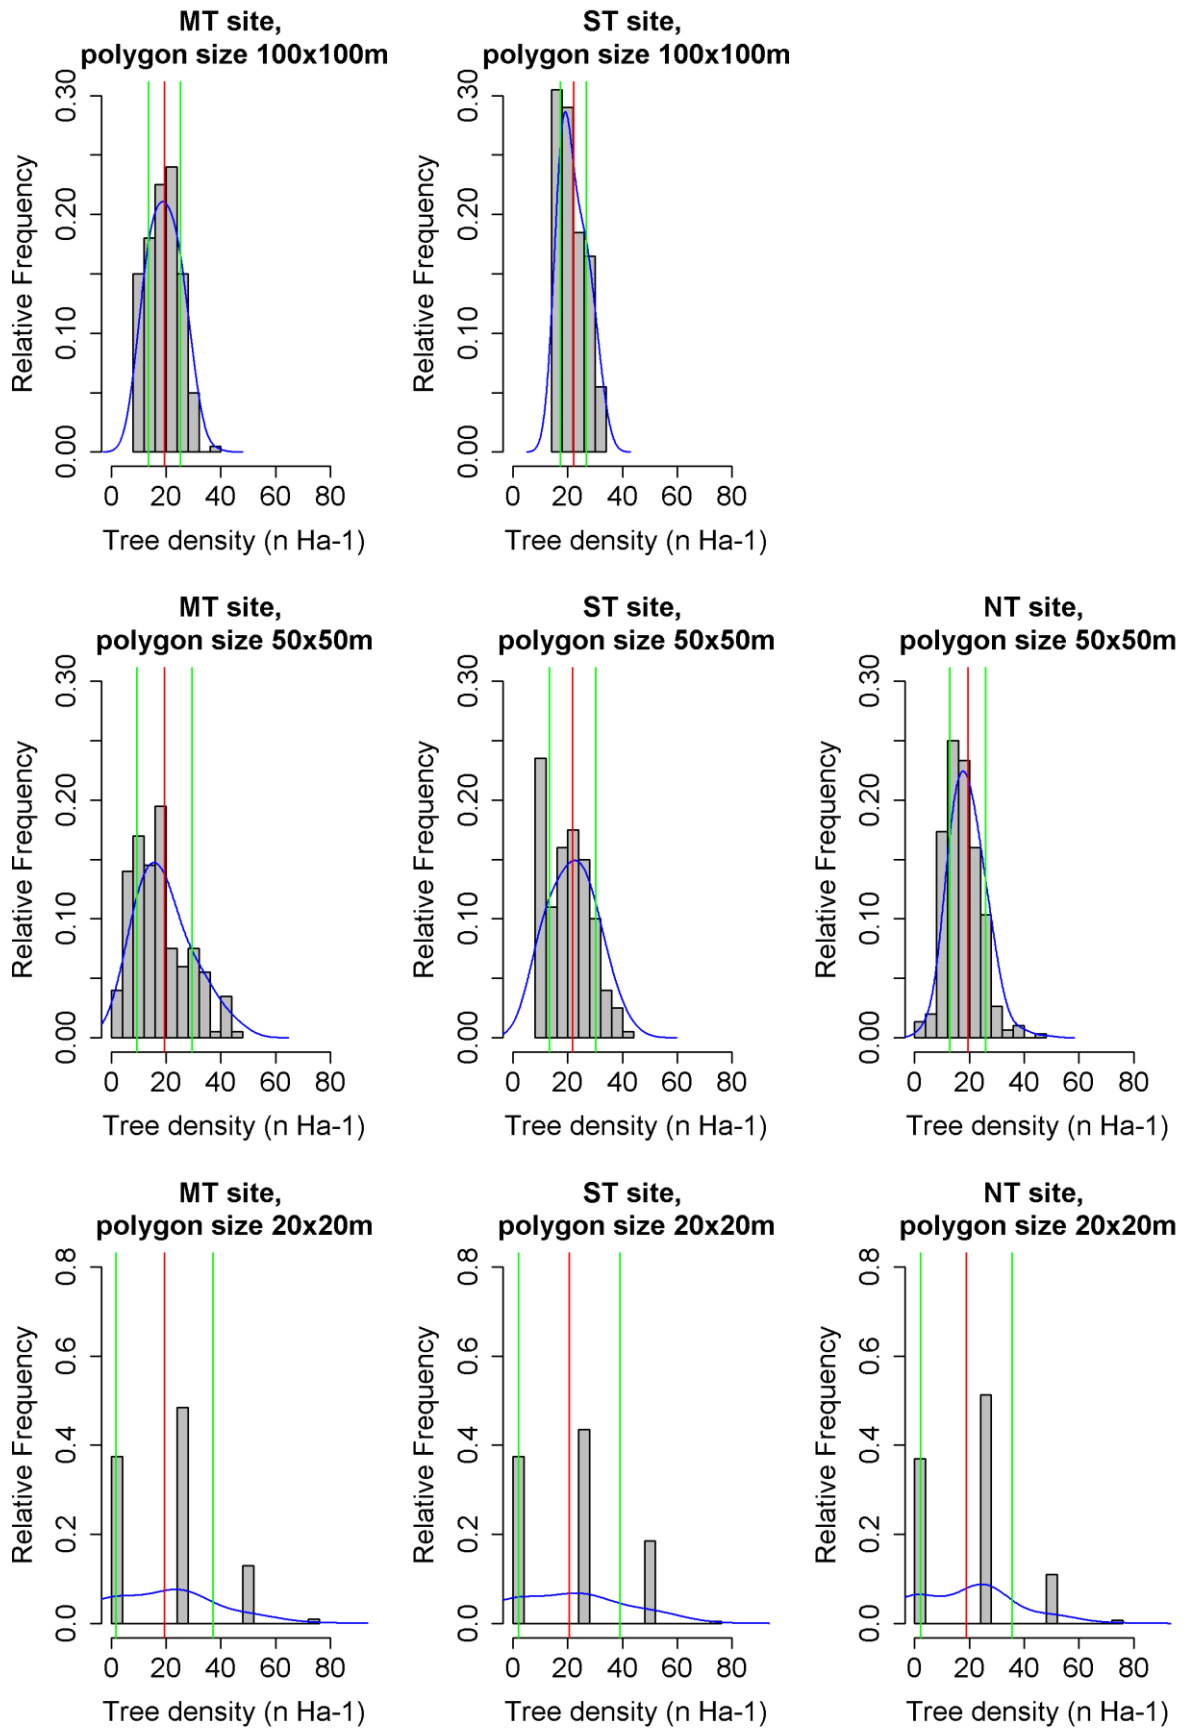 MT site,
polygon size 100x100m
Relative Frequency
0.00 0.10 0.20 0.30
0 20 40 60 80
Tree density (n Ha-1)
ST site,
polygon size 100x100m
Relative Frequency
0.00 0.10 0.20 0.30
0 20 40 60 80
Tree density (n Ha-1)
MT site,
polygon size 50x50m
Relative Frequency
0.00 0.10 0.20 0.30
0 20 40 60 80
Tree density (n Ha-1)
ST site,
polygon size 50x50m
Relative Frequency
0.00 0.10 0.20 0.30
0 20 40 60 80
Tree density (n Ha-1)
NT site,
polygon size 50x50m
Relative Frequency
0.00 0.10 0.20 0.30
0 20 40 60 80
Tree density (n Ha-1)
MT site,
polygon size 20x20m
Relative Frequency
0.0 0.2 0.4 0.6 0.8
0 20 40 60 80
Tree density (n Ha-1)
ST site,
polygon size 20x20m
Relative Frequency
0.0 0.2 0.4 0.6 0.8
0 20 40 60 80
Tree density (n Ha-1)
NT site,
polygon size 20x20m
Relative Frequency
0.0 0.2 0.4 0.6 0.8
0 20 40 60 80
Tree density (n Ha-1)